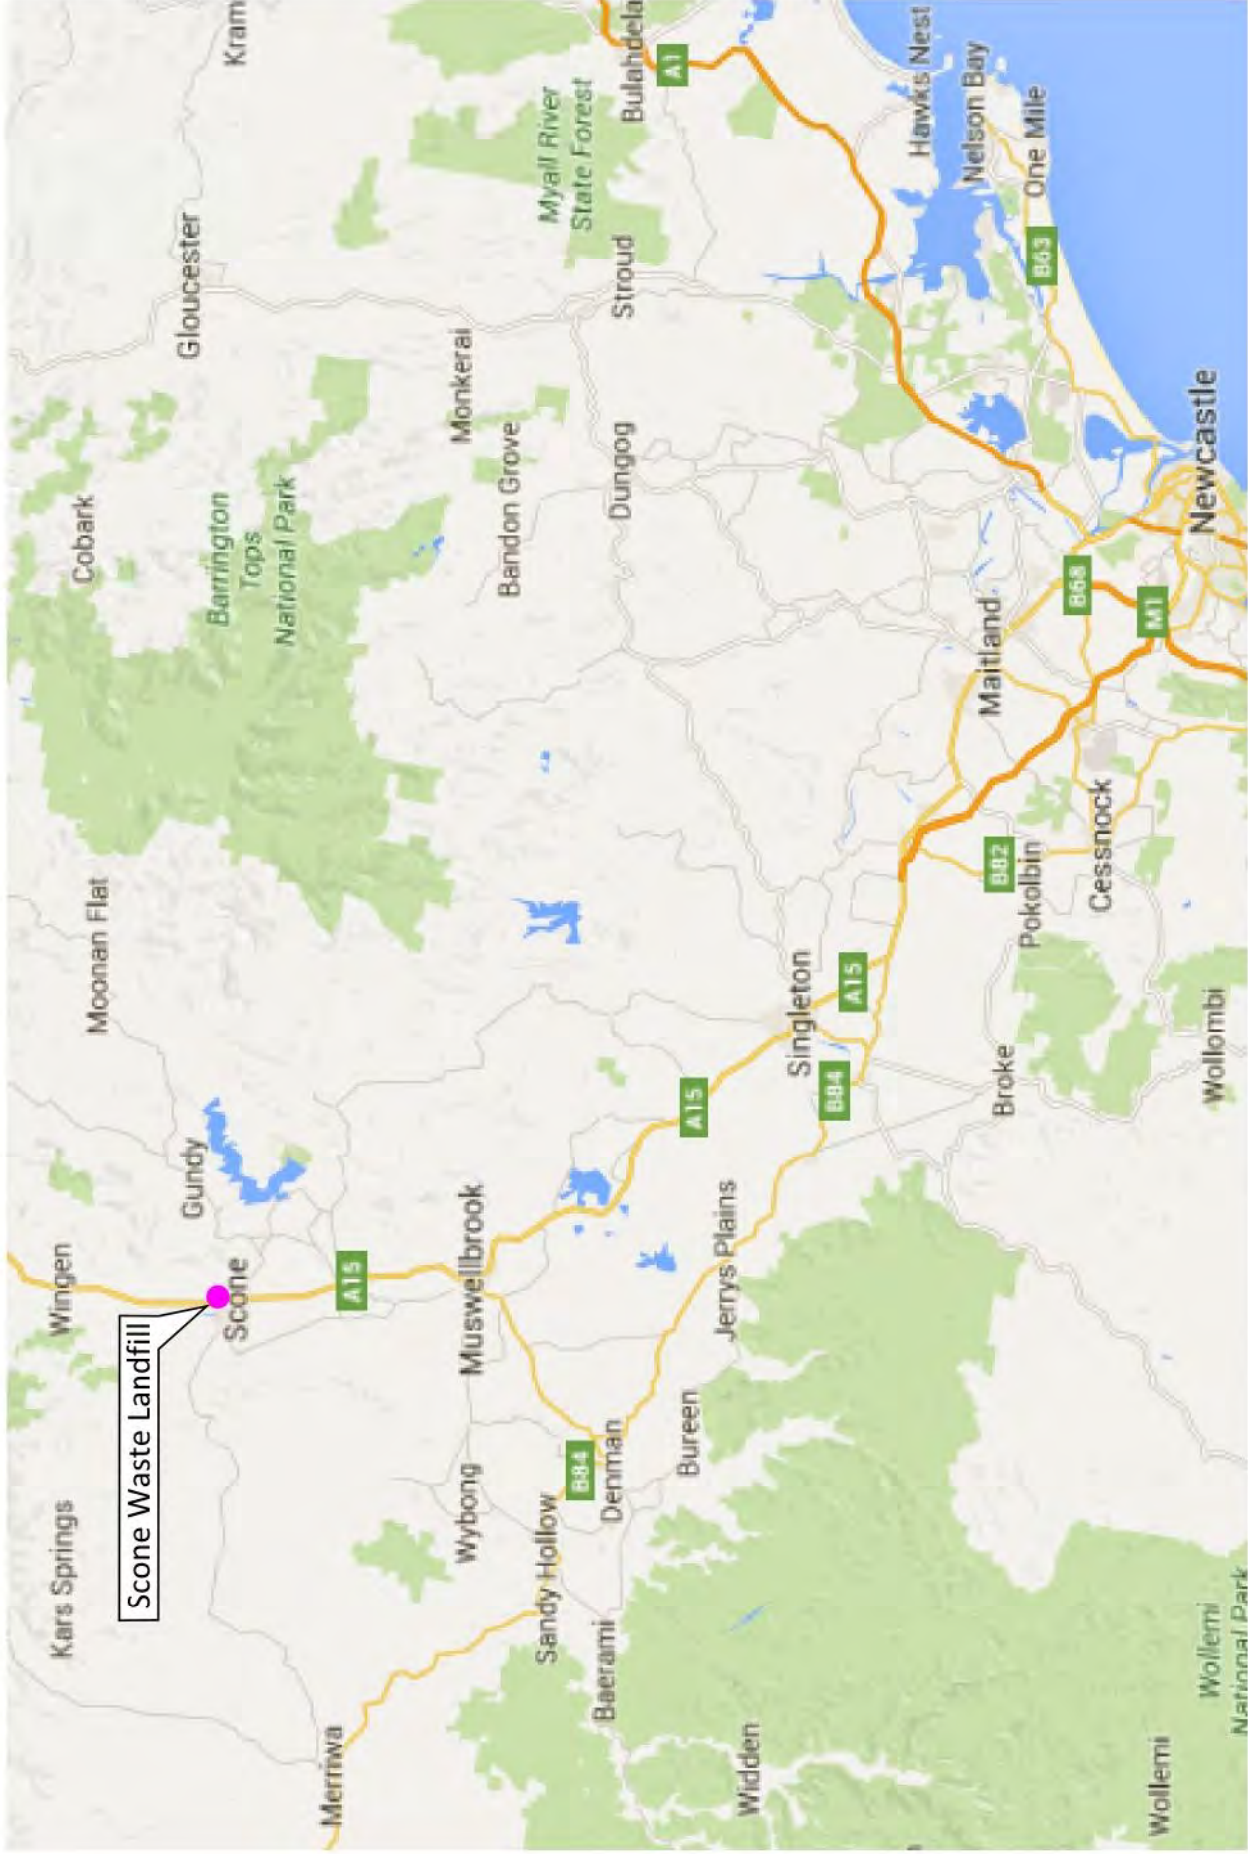 Kars Springs
Wingen
Cobark
Moonan Flat
Scone Waste Landfill
Gundy
Gloucester
Barrington
Tops
National Park
Scone
Kram
Merriwa
A15
Monkerai
Wybong
Muswellbrook
Bandon Grove
Sandy Hollow
Myall River
State Forest
B84
Baerami
Denman
Dungog
Stroud
Bulahdela
A1
Bureen
A15
Jerrys Plains
Widden
Singleton
B84
A15
Hawks Nest
Nelson Bay
Maitland
B82
Broke
Pokolbin
One Mile
B63
B68
Cessnock
M1
Wollemi
Newcastle
Wollombi
Wollemi
National Park